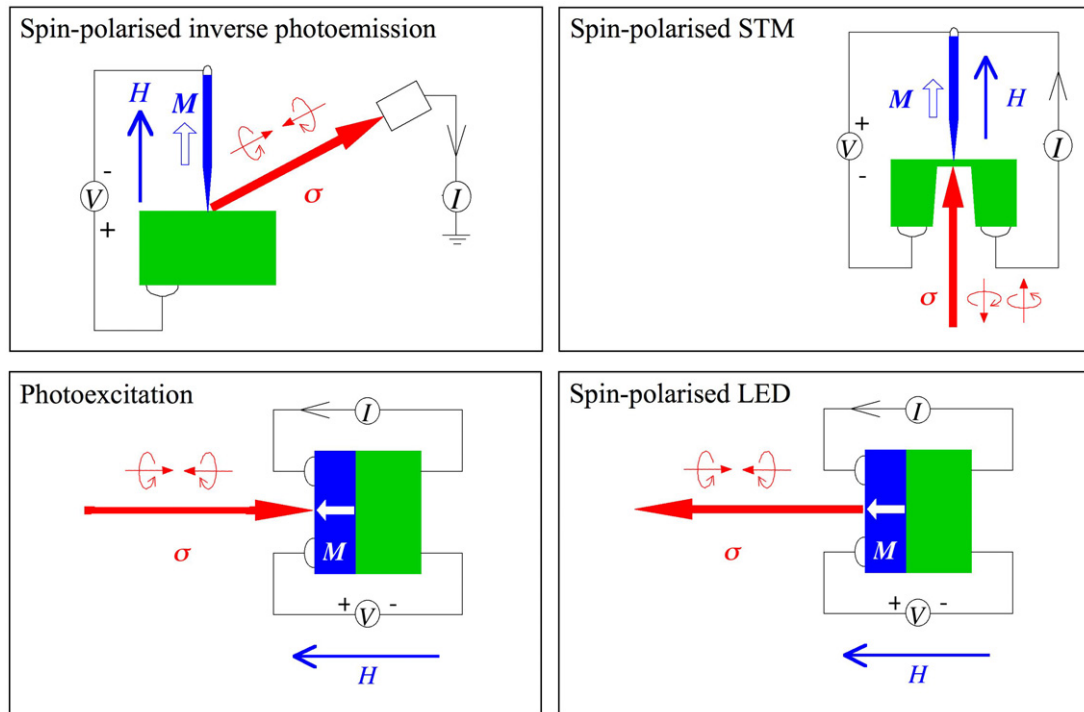 Spin-polarised inverse photoemission
H
M
-
V
+
σ
I
Spin-polarised STM
M
H
+
V
-
I
σ
Photoexcitation
I
σ
M
+ V -
H
Spin-polarised LED
I
σ
M
+ V -
H